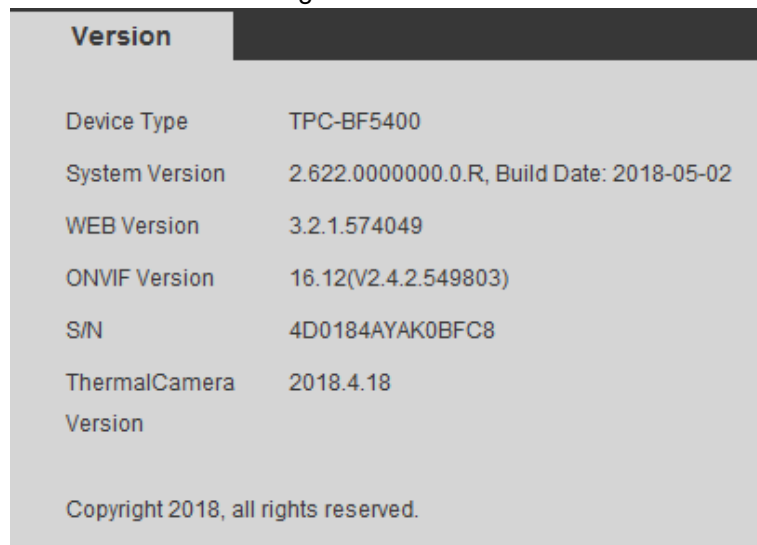 Version
Device Type TPC-BF5400
System Version 2.622.0000000.0.R, Build Date: 2018-05-02
WEB Version 3.2.1.574049
ONVIF Version 16.12(V2.4.2.549803)
S/N 4D0184AYAK0BFC8
ThermalCamera 2018.4.18
Version
Copyright 2018, all rights reserved.